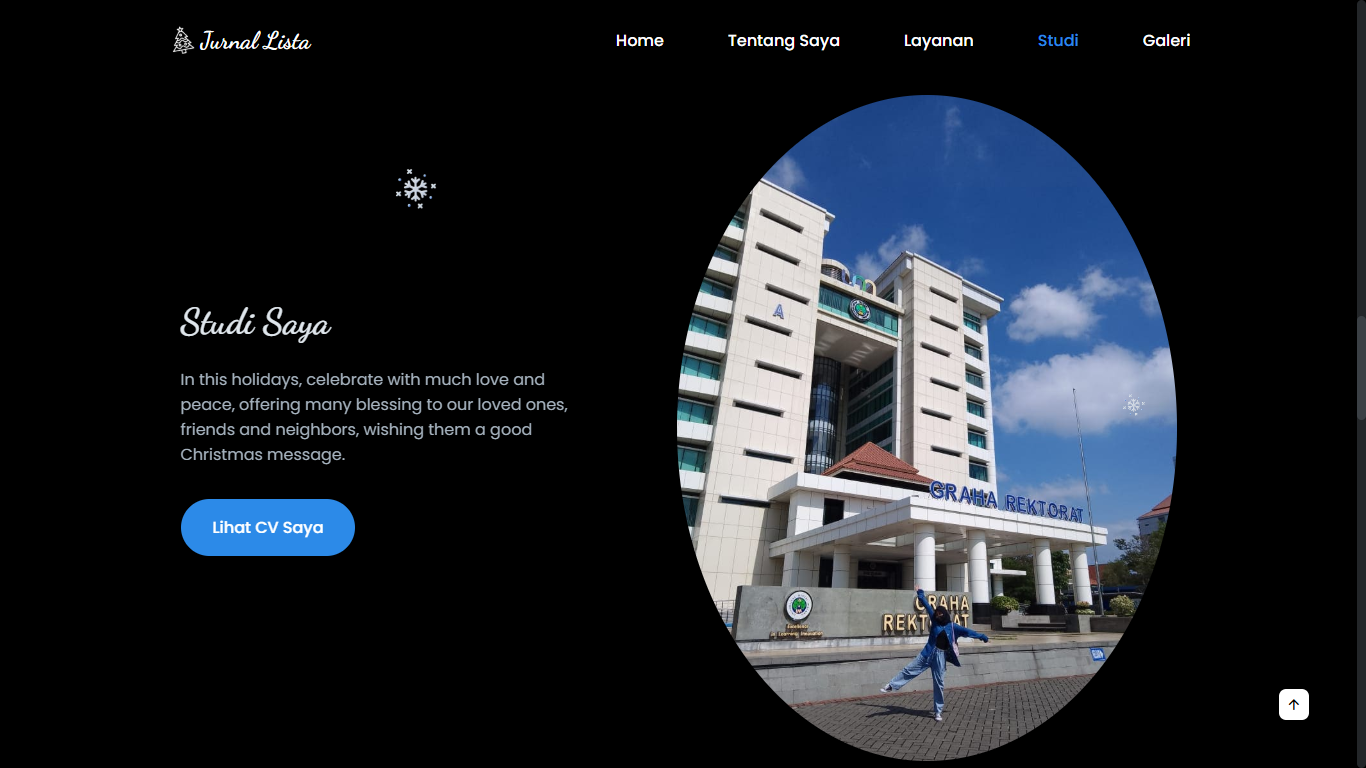 Jurnal Lista
Home
Tentang Saya
Layanan
Studi
Galeri
Studi Saya
In this holidays, celebrate with much love and
peace, offering many blessing to our loved ones,
friends and neighbors, wishing them a good
Christmas message.
Lihat CV Saya
A
GRAHA REKTORAT
GRAHA